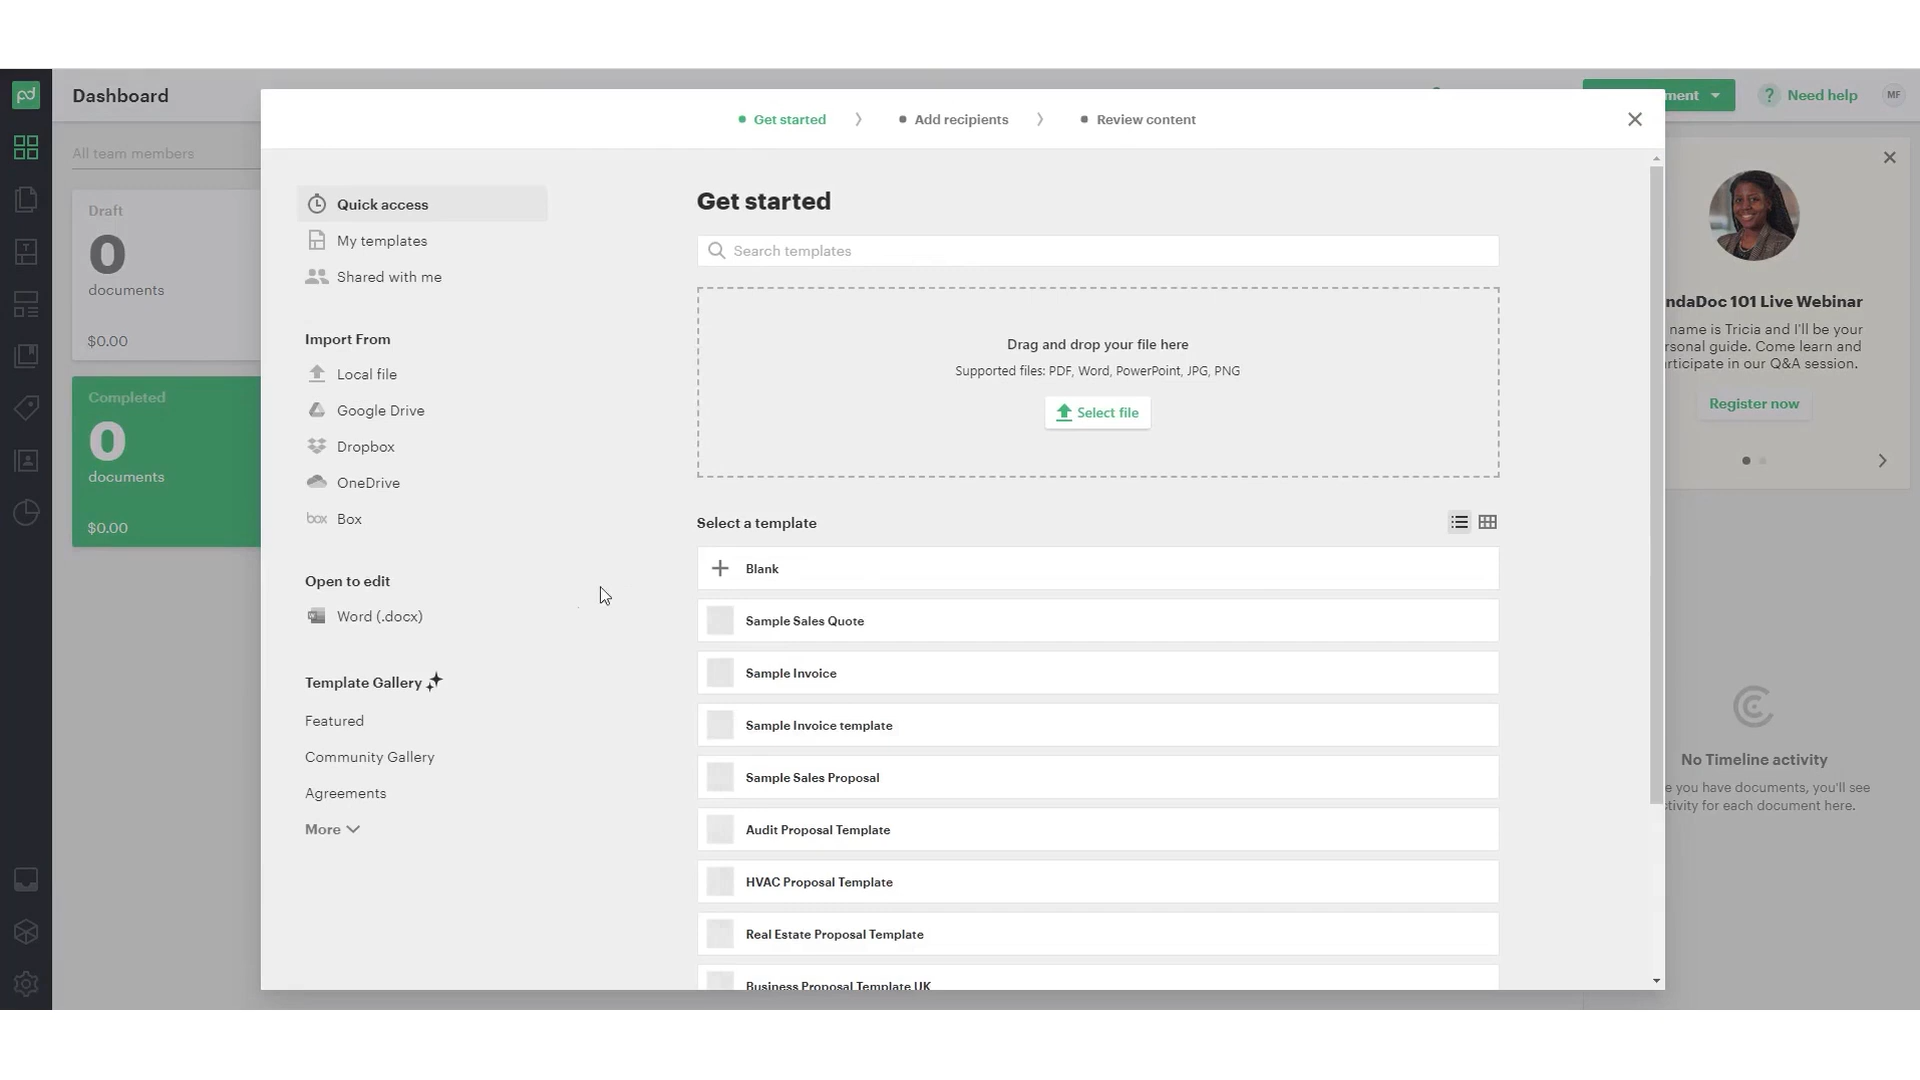 pd
Dashboard
Get started
Add recipients
Review content
ment
Need help
MF
All team members
Draft
0
documents
$0.00
Completed
0
documents
$0.00
Quick access
My templates
Shared with me
Import From
Local file
Google Drive
Dropbox
OneDrive
box Box
Open to edit
Word (.docx)
Template Gallery
Featured
Community Gallery
Agreements
More
Get started
Search templates
Drag and drop your file here
Supported files: PDF, Word, PowerPoint, JPG, PNG
Select file
Select a template
Blank
Sample Sales Quote
Sample Invoice
Sample Invoice template
Sample Sales Proposal
Audit Proposal Template
HVAC Proposal Template
Real Estate Proposal Template
Business Proposal Template UK
ndaDoc 101 Live Webinar
name is Tricia and I'll be your
rsonal guide. Come learn and
rticipate in our Q&A session.
Register now
No Timeline activity
e you have documents, you'll see
ctivity for each document here.